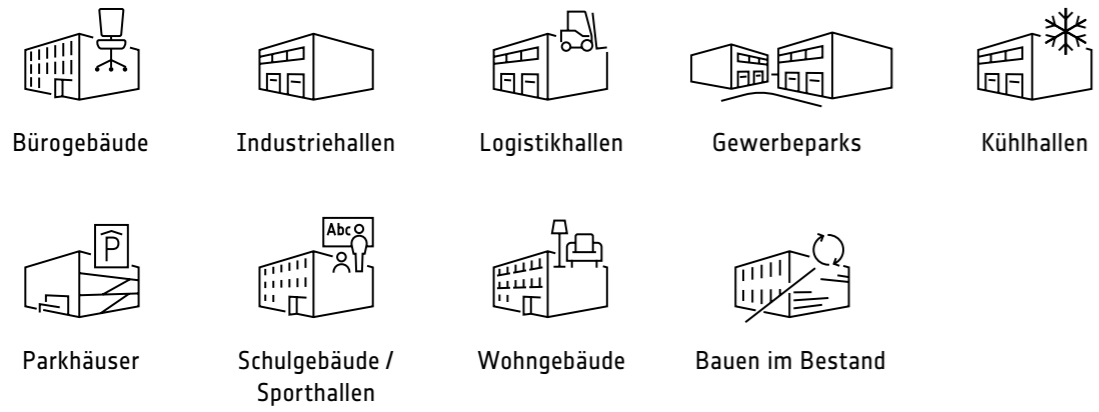 Bürogebäude
Industriehallen
Logistikhallen
Gewerbeparks
Kühlhallen
P
Abc
Parkhäuser
Schulgebäude /
Sporthallen
Wohngebäude
Bauen im Bestand